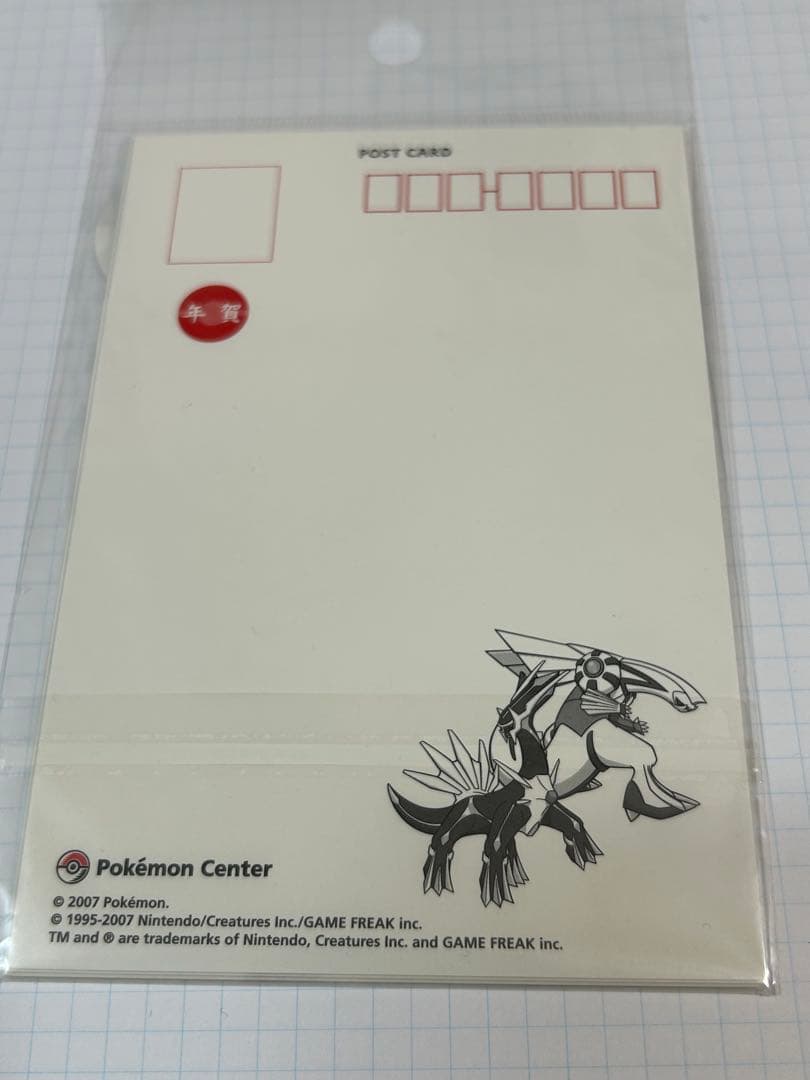 POST CARD
年賀
Pokémon Center
© 2007 Pokémon.
© 1995-2007 Nintendo/Creatures Inc./GAME FREAK inc.
TM and ® are trademarks of Nintendo, Creatures Inc. and GAME FREAK inc.